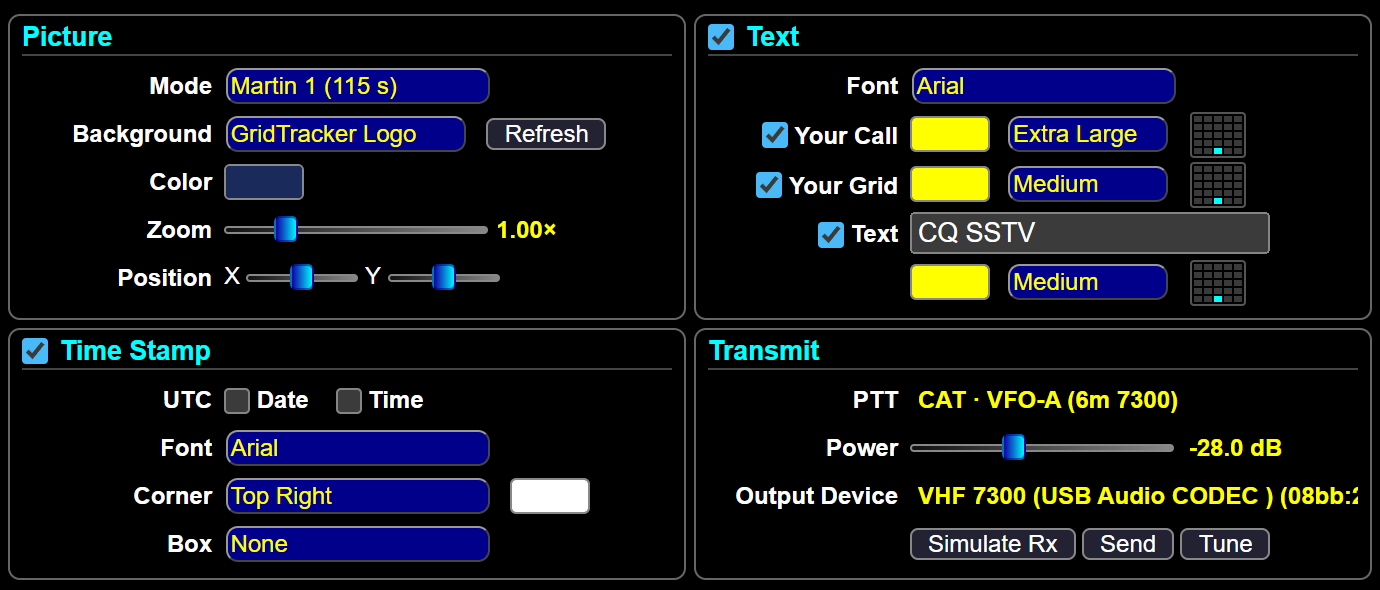 Picture
Mode Martin 1 (115 s)
Background GridTracker Logo Refresh
Color
Zoom 1.00×
Position X Y
Text
Font Arial
Your Call Extra Large
Your Grid Medium
Text CQ SSTV
Medium
Time Stamp
UTC Date Time
Font Arial
Corner Top Right
Box None
Transmit
PTT CAT · VFO-A (6m 7300)
Power -28.0 dB
Output Device VHF 7300 (USB Audio CODEC ) (08bb:2
Simulate Rx Send Tune